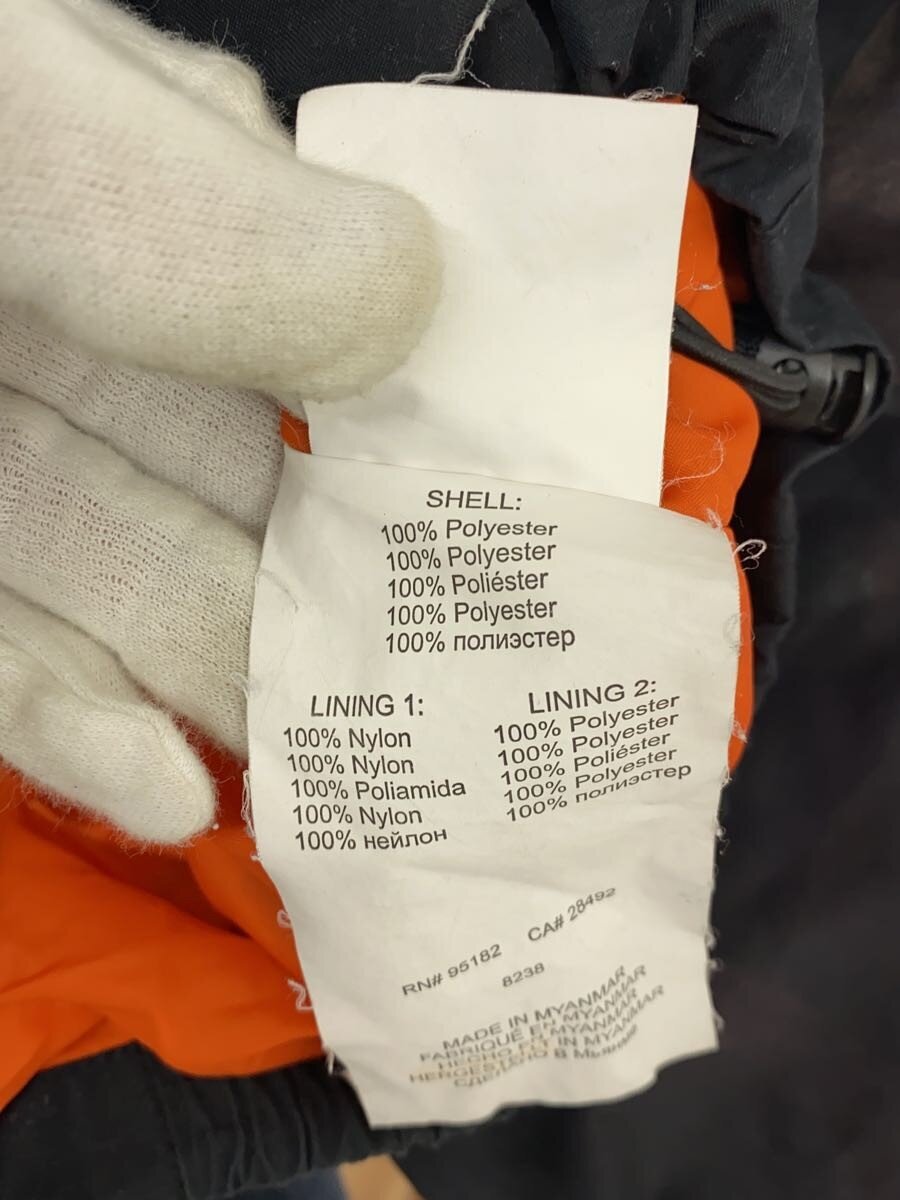 SHELL:
100% Polyester
100% Polyester
100% Poliéster
100% Polyester
100% полиэстер
LINING 1:
100% Nylon
100% Nylon
100% Poliamida
100% Nylon
100% нейлон
LINING 2:
100% Polyester
100% Polyester
100% Poliéster
100% Polyester
100% полиэстер
RN# 95182 CA# 28492
8238
MADE IN MYANMAR
FABRIQUÉ EN MYANMAR
HECHO EN MYANMAR
IN MYANMAR
СДЕЛАНО В